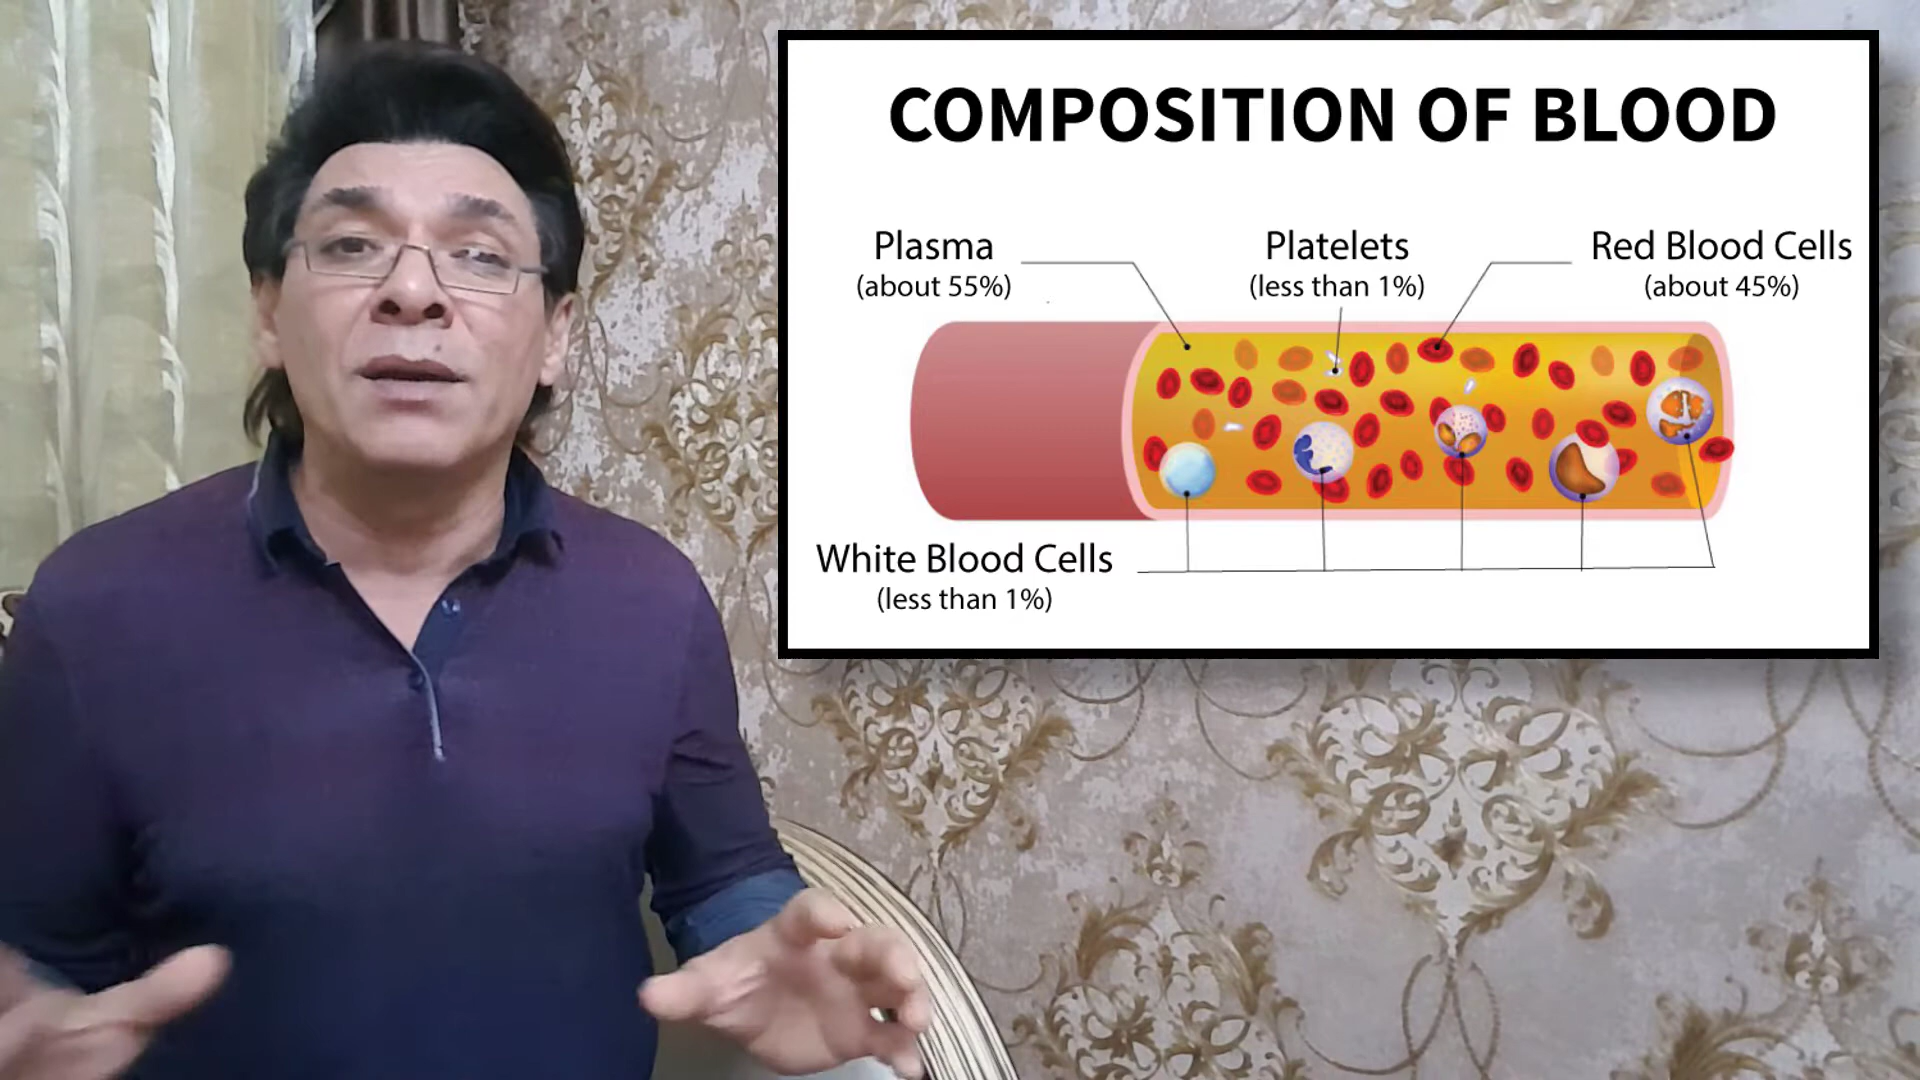 COMPOSITION OF BLOOD
Plasma
(about 55%)
Platelets
(less than 1%)
Red Blood Cells
(about 45%)
White Blood Cells
(less than 1%)